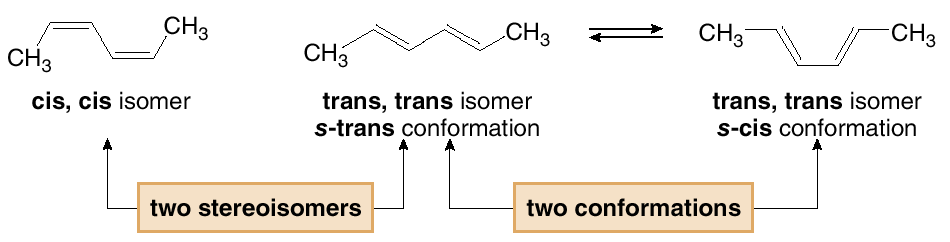 CH3
CH3
cis, cis isomer
CH3
CH3
trans, trans isomer
s-trans conformation
CH3
CH3
trans, trans isomer
s-cis conformation
two stereoisomers
two conformations